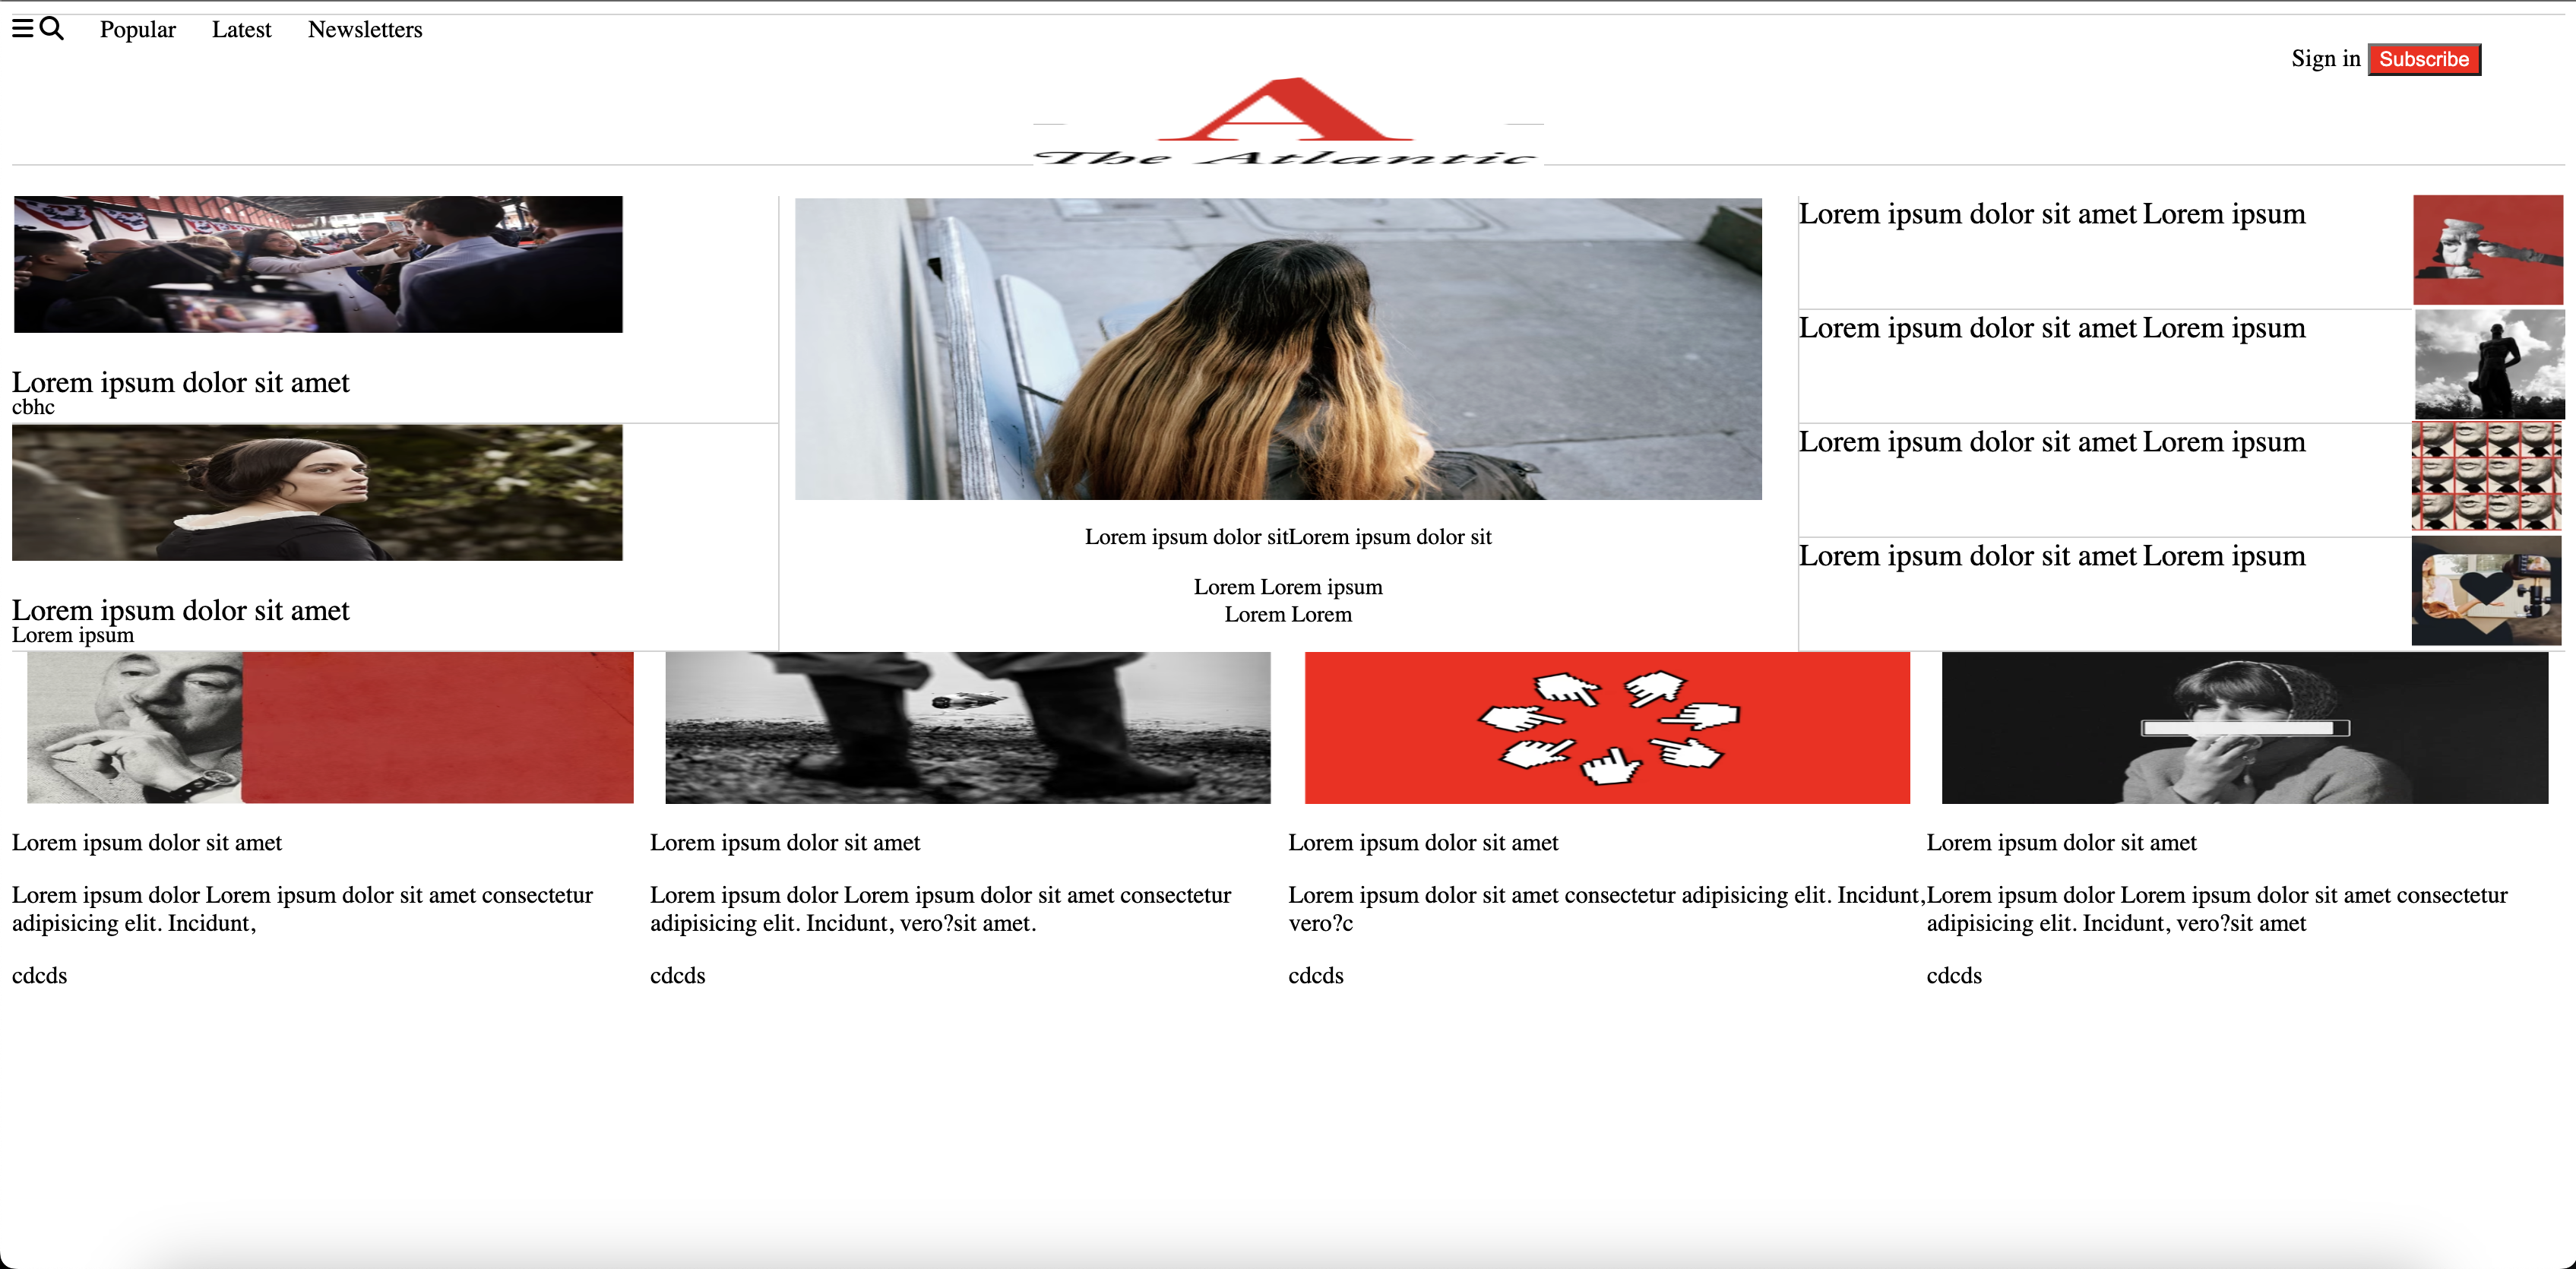 Popular Latest Newsletters
Sign in Subscribe
A
The Atlantic
Lorem ipsum dolor sit amet
cbhc
Lorem ipsum dolor sit amet
Lorem ipsum
Lorem ipsum dolor sitLorem ipsum dolor sit
Lorem Lorem ipsum
Lorem Lorem
Lorem ipsum dolor sit amet Lorem ipsum
Lorem ipsum dolor sit amet Lorem ipsum
Lorem ipsum dolor sit amet Lorem ipsum
Lorem ipsum dolor sit amet Lorem ipsum
Lorem ipsum dolor sit amet
Lorem ipsum dolor Lorem ipsum dolor sit amet consectetur
adipisicing elit. Incidunt,
cdcds
Lorem ipsum dolor sit amet
Lorem ipsum dolor Lorem ipsum dolor sit amet consectetur
adipisicing elit. Incidunt, vero?sit amet.
cdcds
Lorem ipsum dolor sit amet
Lorem ipsum dolor sit amet consectetur adipisicing elit. Incidunt,
vero?c
cdcds
Lorem ipsum dolor sit amet
Lorem ipsum dolor Lorem ipsum dolor sit amet consectetur
adipisicing elit. Incidunt, vero?sit amet
cdcds